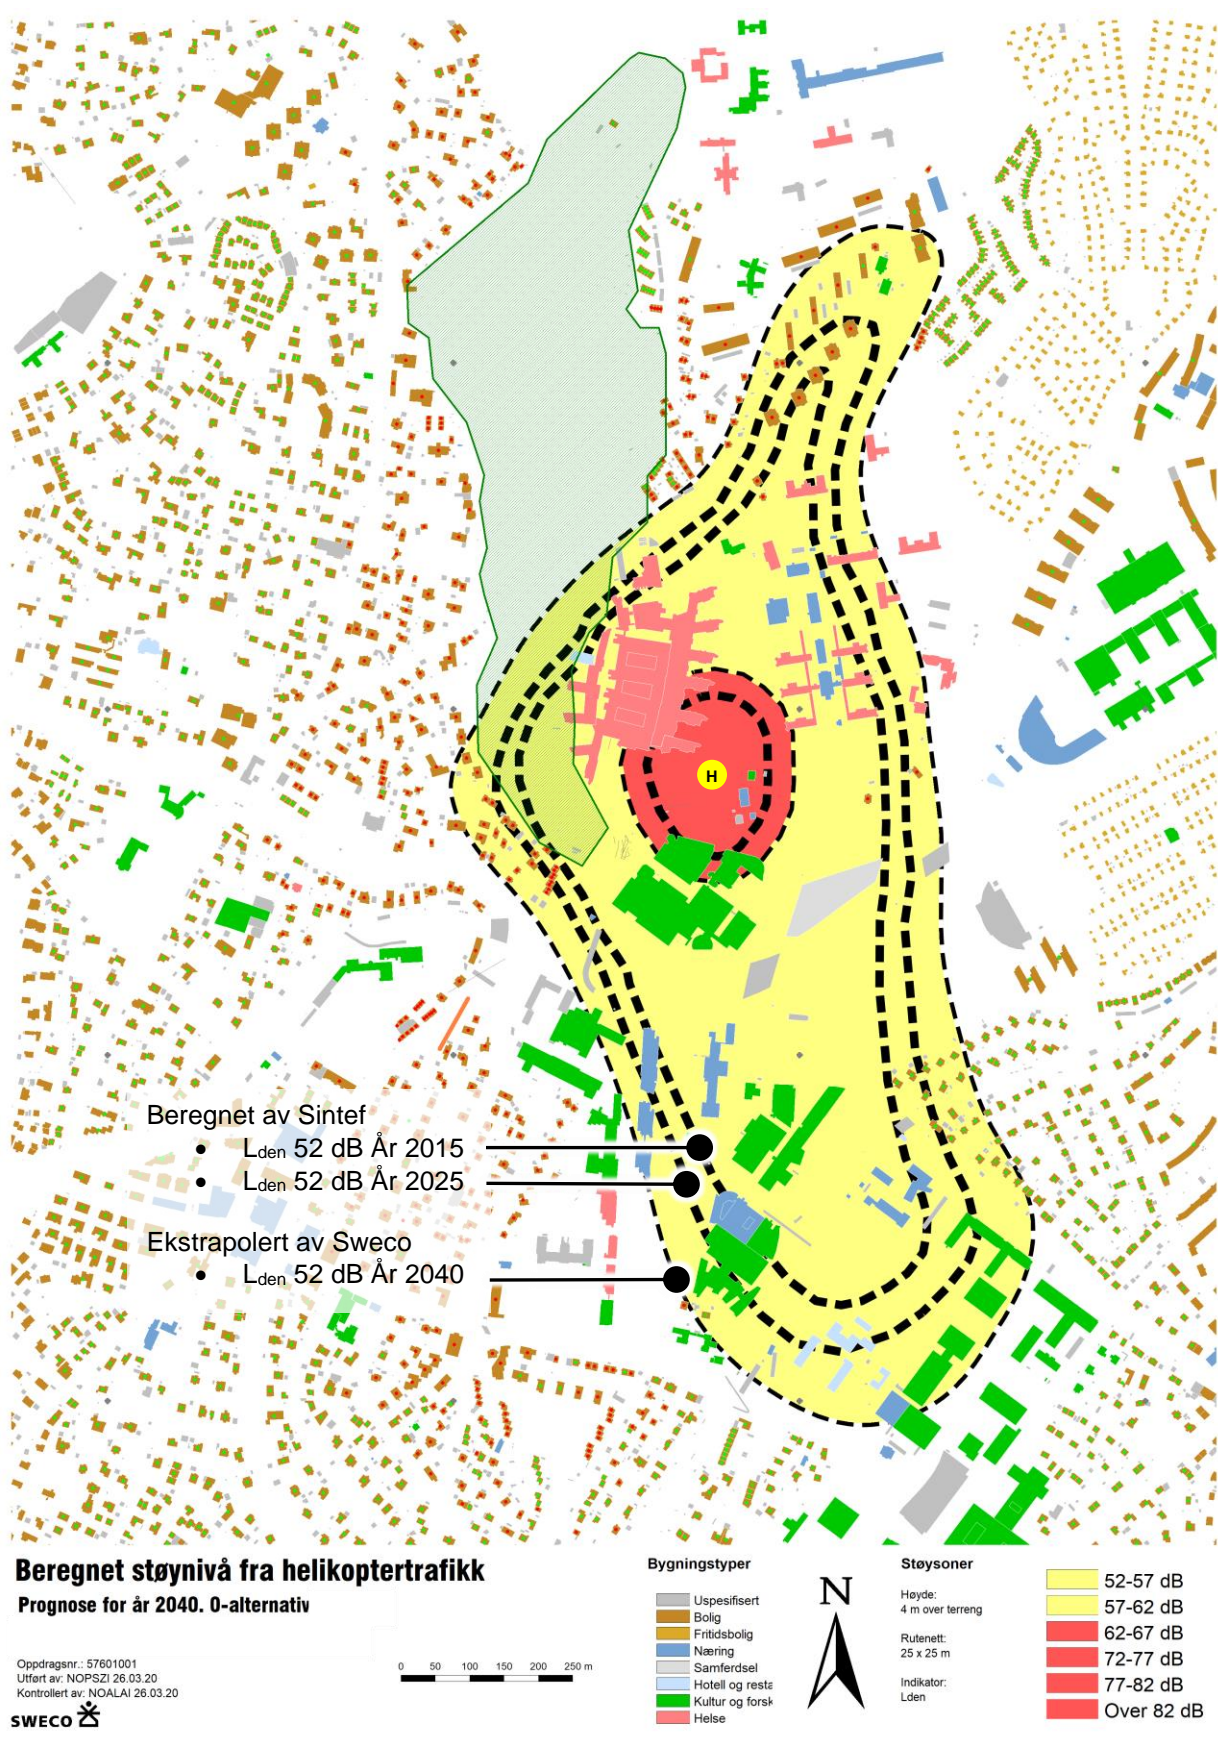 H
Beregnet av Sintef
• Lden 52 dB År 2015
• Lden 52 dB År 2025
Ekstrapolert av Sweco
• Lden 52 dB År 2040
Beregnet støynivå fra helikoptertrafikk
Prognose for år 2040. 0-alternativ
Oppdragsnr.: 57601001
Utført av: NOPSZI 26.03.20
Kontrollert av: NOALAI 26.03.20
SWECO
0 50 100 150 200 250 m
Bygningstyper
Uspesifisert
Bolig
Fritidsbolig
Næring
Samferdsel
Hotell og resta
Kultur og forsk
Helse
N
Støysoner
Høyde:
4 m over terreng
Rutenett:
25 x 25 m
Indikator:
Lden
52-57 dB
57-62 dB
62-67 dB
72-77 dB
77-82 dB
Over 82 dB